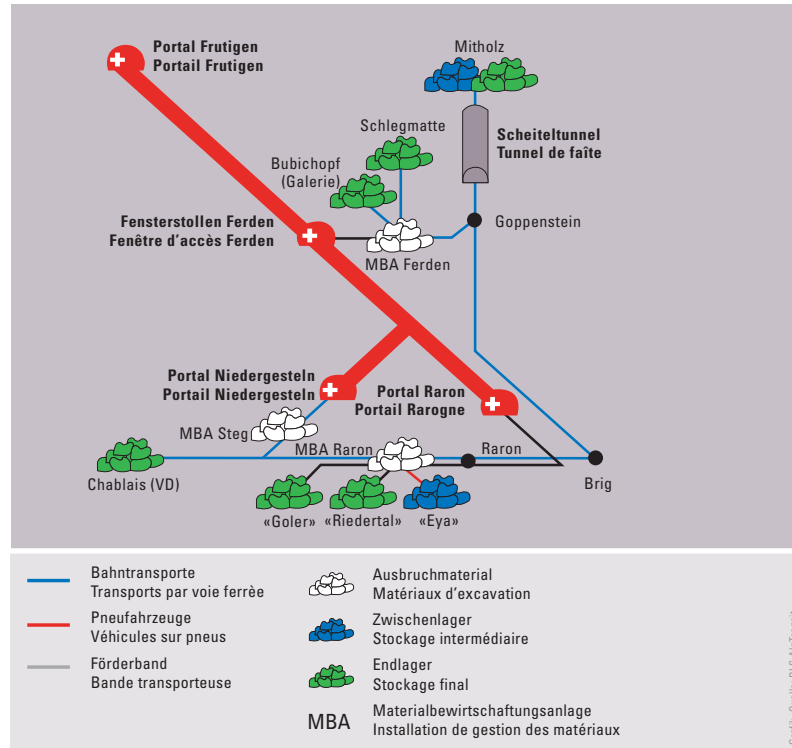 Portal Frutigen
Portail Frutigen
Mitholz
Schlegmatte
Scheiteltunnel
Tunnel de faîte
Bubichopf
(Galerie)
Fensterstollen Ferden
Fenêtre d'accès Ferden
Goppenstein
MBA Ferden
Portal Niedergesteln
Portail Niedergesteln
Portal Raron
Portail Rarogne
MBA Steg
MBA Raron
Raron
Chablais (VD)
Brig
«Goler»
«Riedertal»
«Eya»
Bahntransporte
Transports par voie ferrèe
Pneufahrzeuge
Véhicules sur pneus
Förderband
Bande transporteuse
Ausbruchmaterial
Matériaux d'excavation
Zwischenlager
Stockage intermédiaire
Endlager
Stockage final
MBA
Materialbewirtschaftungsanlage
Installation de gestion des matériaux